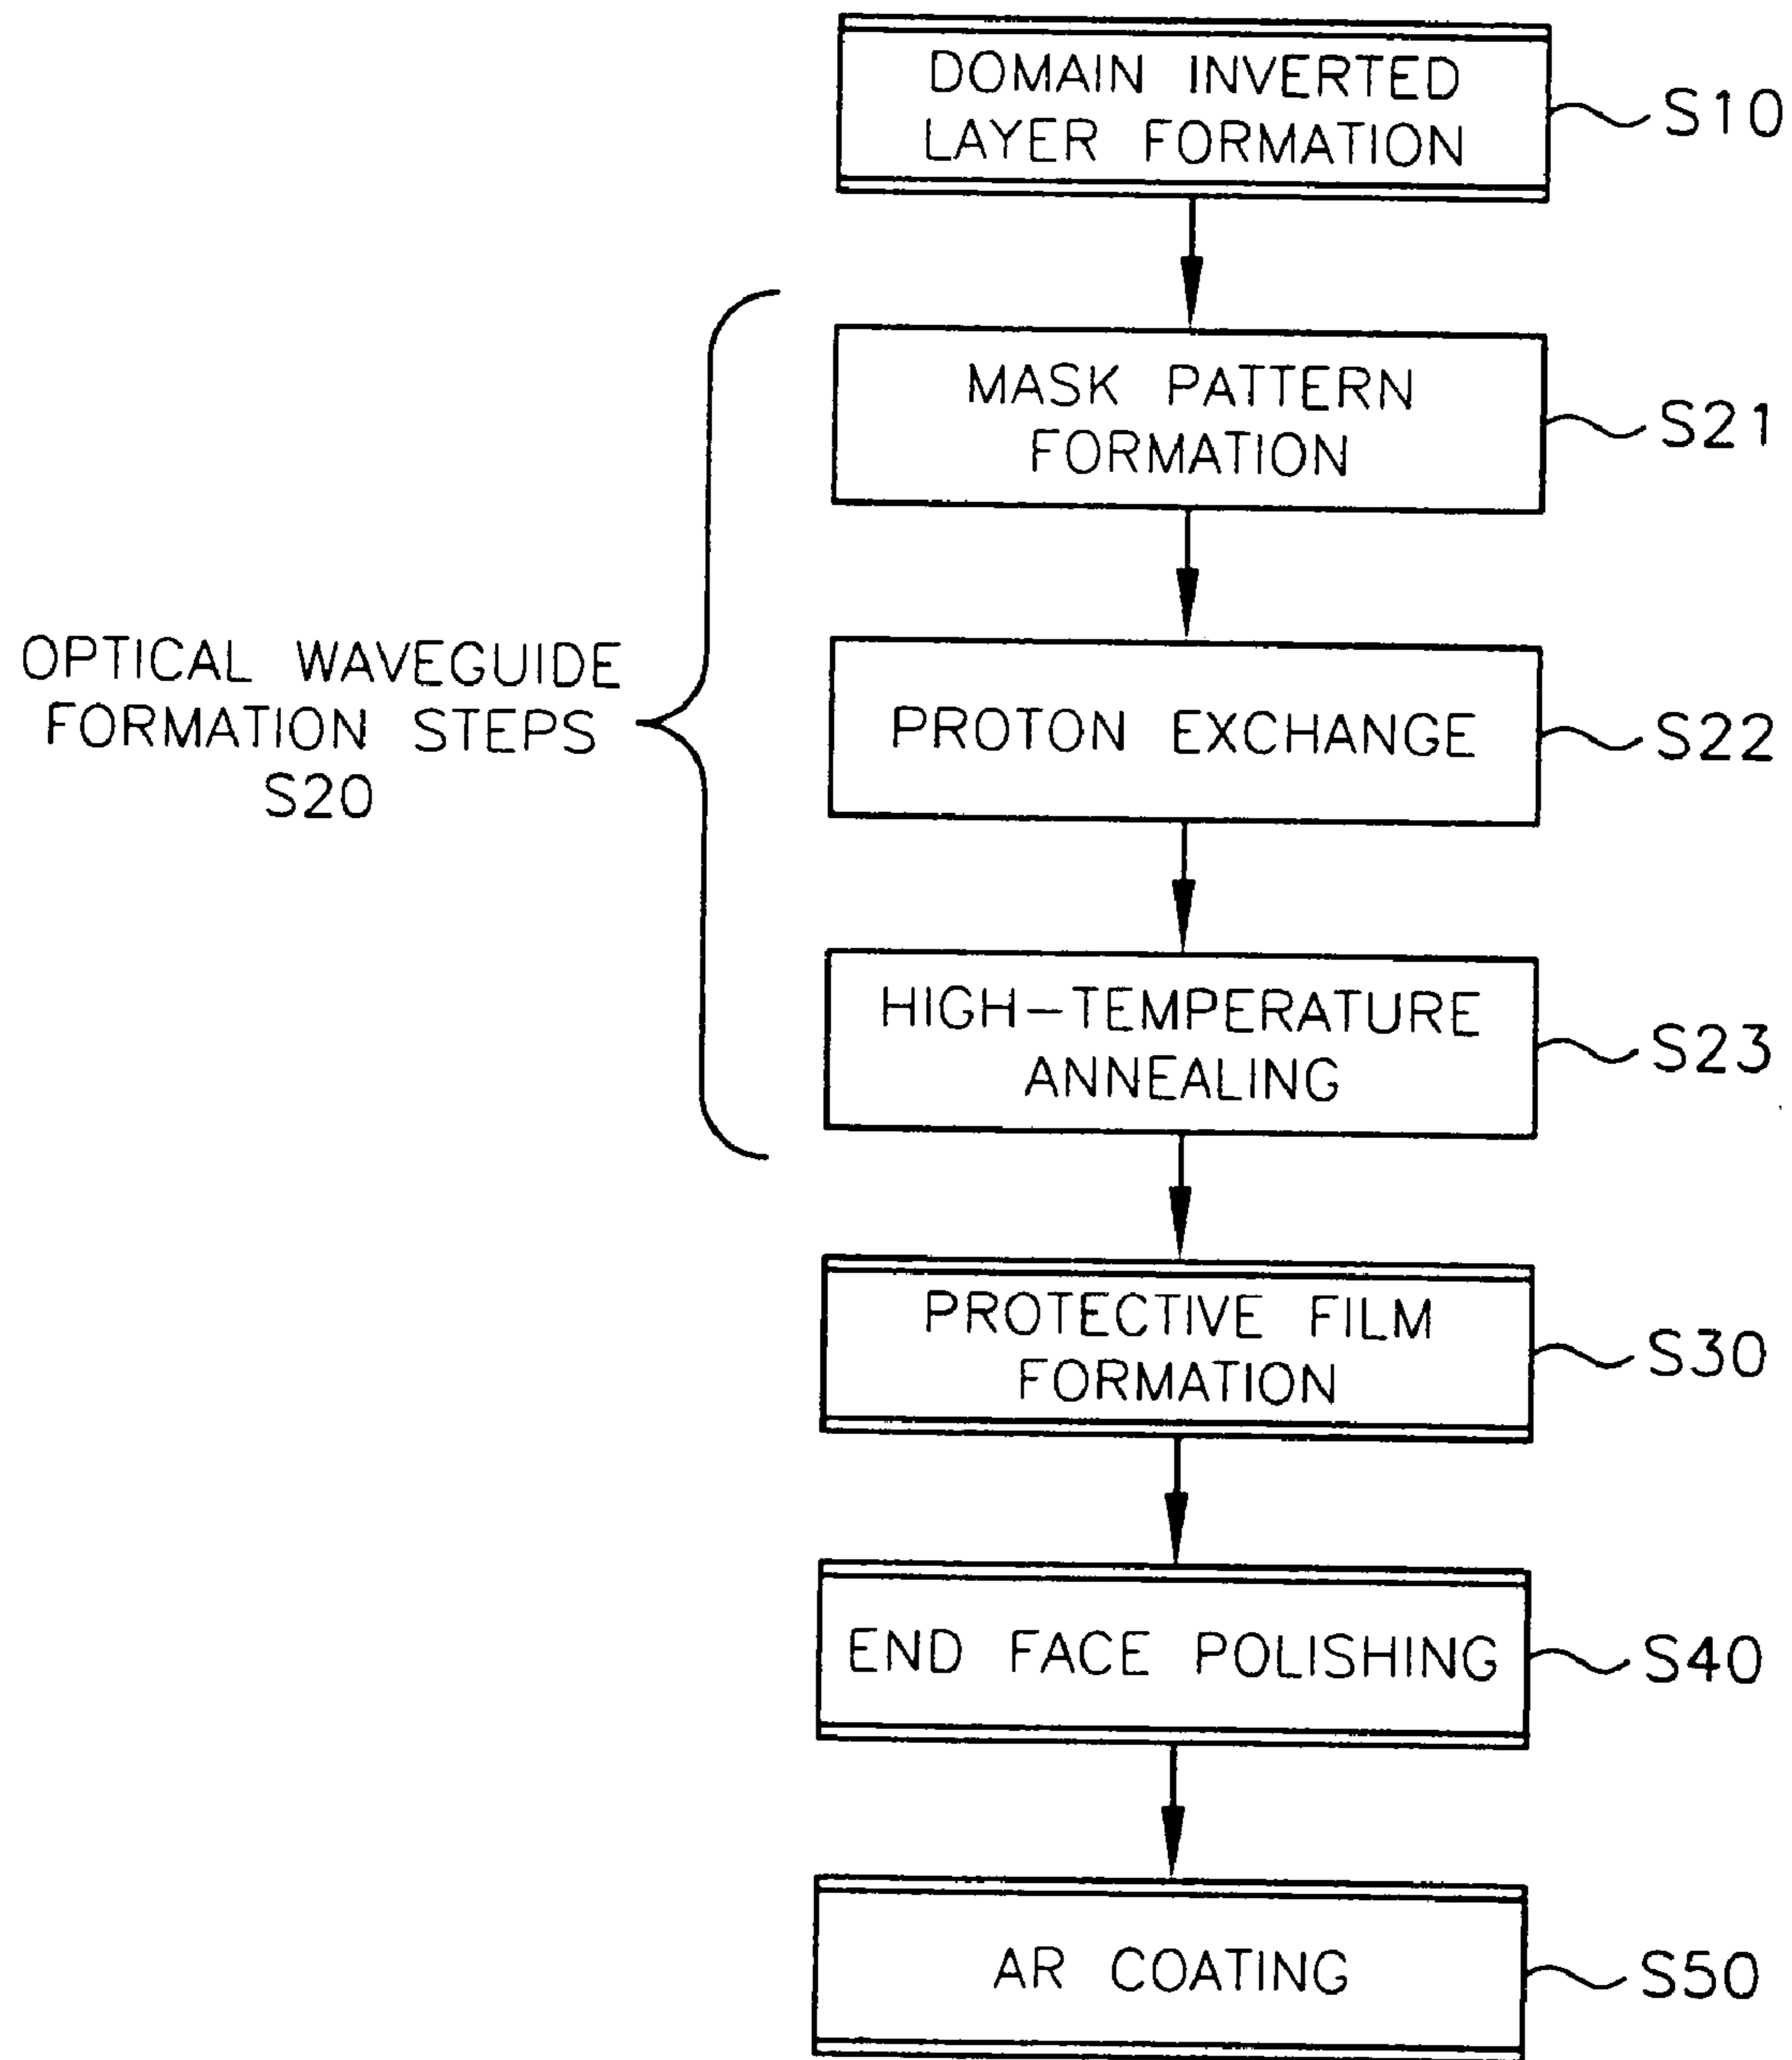 DOMAIN INVERTED
LAYER FORMATION
S10
MASK PATTERN
FORMATION
S21
OPTICAL WAVEGUIDE
FORMATION STEPS
S20
PROTON EXCHANGE
S22
HIGH-TEMPERATURE
ANNEALING
S23
PROTECTIVE FILM
FORMATION
S30
END FACE POLISHING
S40
AR COATING
S50